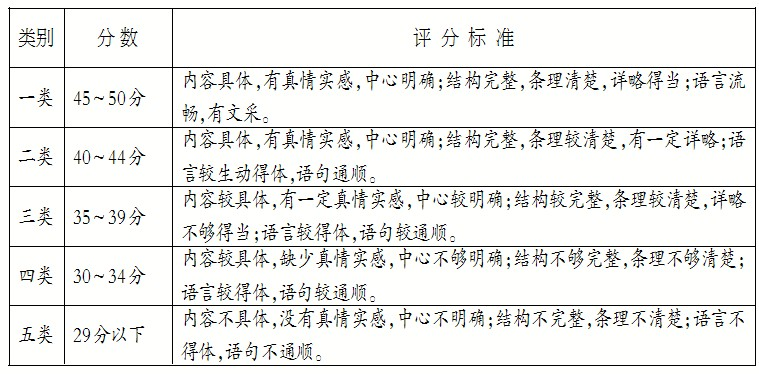 类别 分数 评分标准
一类 45~50分 内容具体,有真情实感,中心明确;结构完整,条理清楚,详略得当;语言流
畅,有文采。
二类 40~44分 内容具体,有真情实感,中心明确;结构完整,条理较清楚,有一定详略;语
言较生动得体,语句通顺。
三类 35~39分 内容较具体,有一定真情实感,中心较明确;结构较完整,条理较清楚,详略
不够得当;语言较得体,语句较通顺。
四类 30~34分 内容较具体,缺少真情实感,中心不够明确;结构不够完整,条理不够清楚;
语言较得体,语句较通顺。
五类 29分以下 内容不具体,没有真情实感,中心不明确;结构不完整,条理不清楚;语言不
得体,语句不通顺。